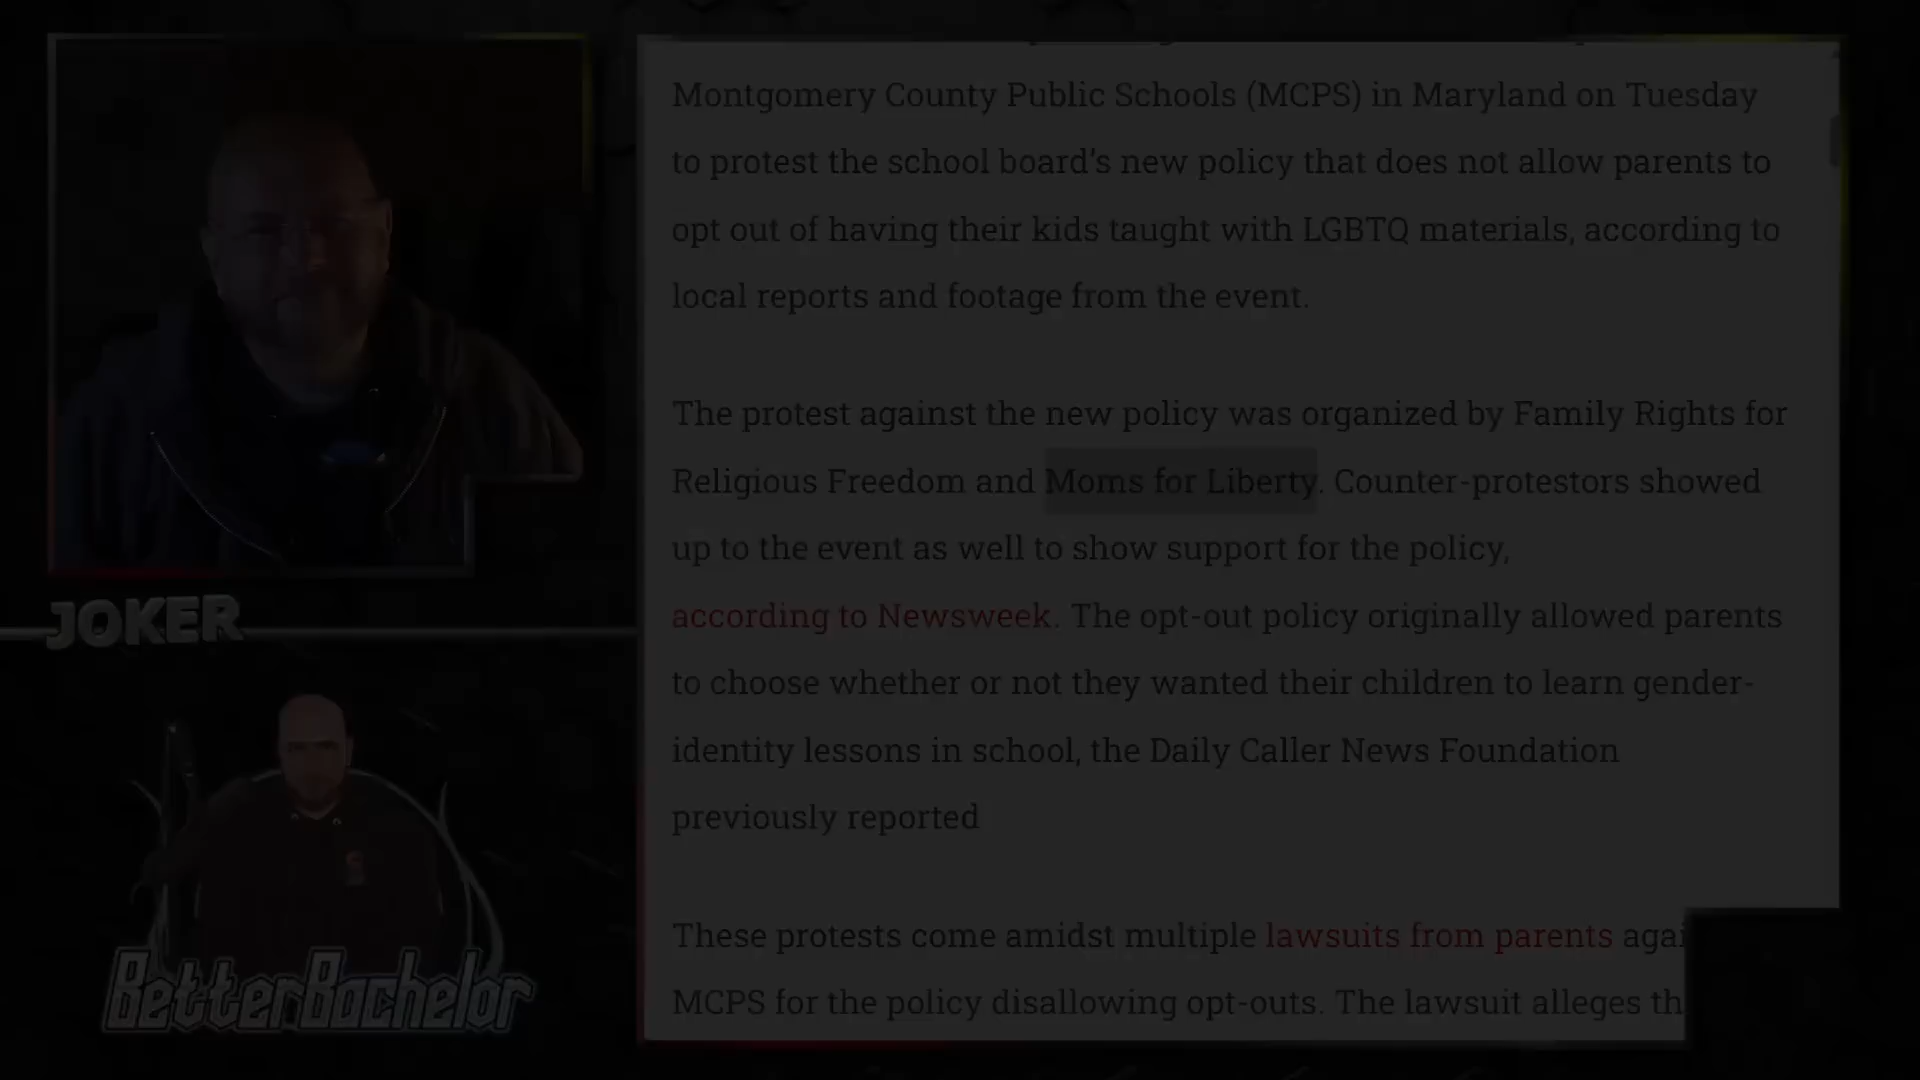 Montgomery County Public Schools (MCPS) in Maryland on Tuesday
to protest the school board's new policy that does not allow parents to
opt out of having their kids taught with LGBTQ materials, according to
local reports and footage from the event.
The protest against the new policy was organized by Family Rights for
Religious Freedom and Moms for Liberty. Counter-protestors showed
up to the event as well to show support for the policy,
according to Newsweek. The opt-out policy originally allowed parents
to choose whether or not they wanted their children to learn gender-
identity lessons in school, the Daily Caller News Foundation
previously reported
These protests come amidst multiple lawsuits from parents agai
MCPS for the policy disallowing opt-outs. The lawsuit alleges th
JOKER
BetterBachelor